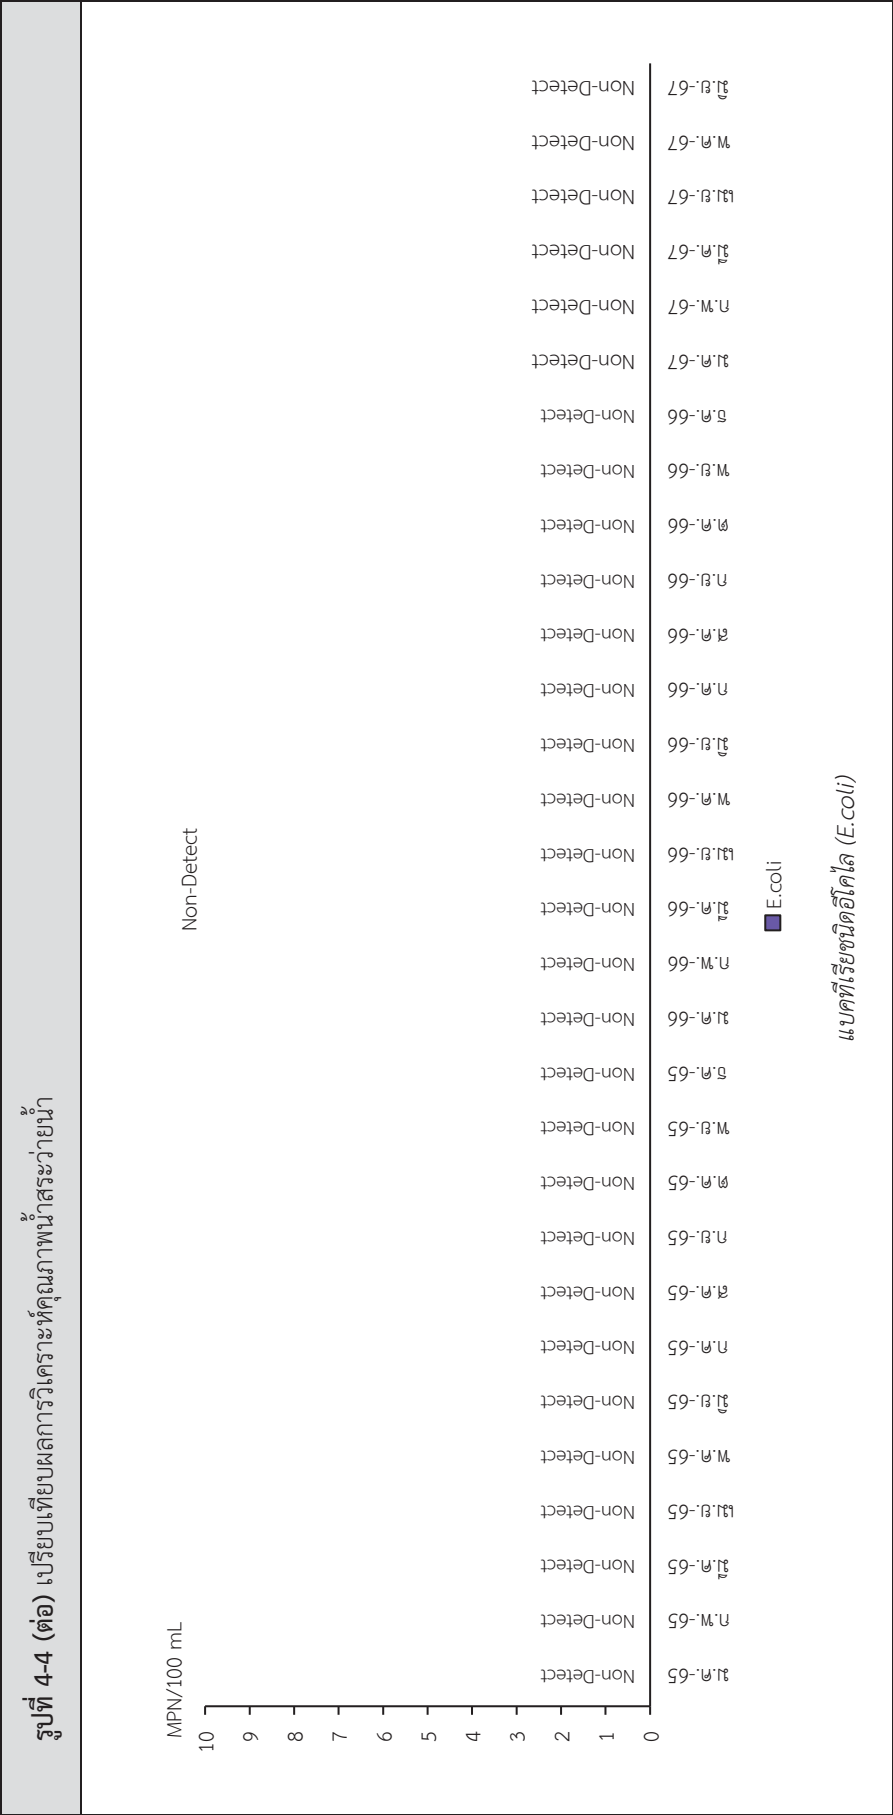 รูปที่ 4-4 (ต่อ) เปรียบเทียบผลการวิเคราะห์คุณภาพน้ำสระว่ายน้ำ
MPN/100 mL
Non-Detect
10
9
8
7
6
5
4
3
2
1
0
Non-Detect Non-Detect Non-Detect Non-Detect Non-Detect Non-Detect Non-Detect Non-Detect Non-Detect Non-Detect Non-Detect Non-Detect Non-Detect Non-Detect Non-Detect Non-Detect Non-Detect Non-Detect Non-Detect Non-Detect Non-Detect Non-Detect Non-Detect Non-Detect Non-Detect Non-Detect Non-Detect Non-Detect Non-Detect Non-Detect
ม.ค.-65 ก.พ.-65 มี.ค.-65 เม.ย.-65 พ.ค.-65 มิ.ย.-65 ก.ค.-65 ส.ค.-65 ก.ย.-65 ต.ค.-65 พ.ย.-65 ธ.ค.-65 ม.ค.-66 ก.พ.-66 มี.ค.-66 เม.ย.-66 พ.ค.-66 มิ.ย.-66 ก.ค.-66 ส.ค.-66 ก.ย.-66 ต.ค.-66 พ.ย.-66 ธ.ค.-66 ม.ค.-67 ก.พ.-67 มี.ค.-67 เม.ย.-67 พ.ค.-67 มิ.ย.-67
E.coli
แบคทีเรียชนิดอีโคไล (E.coli)